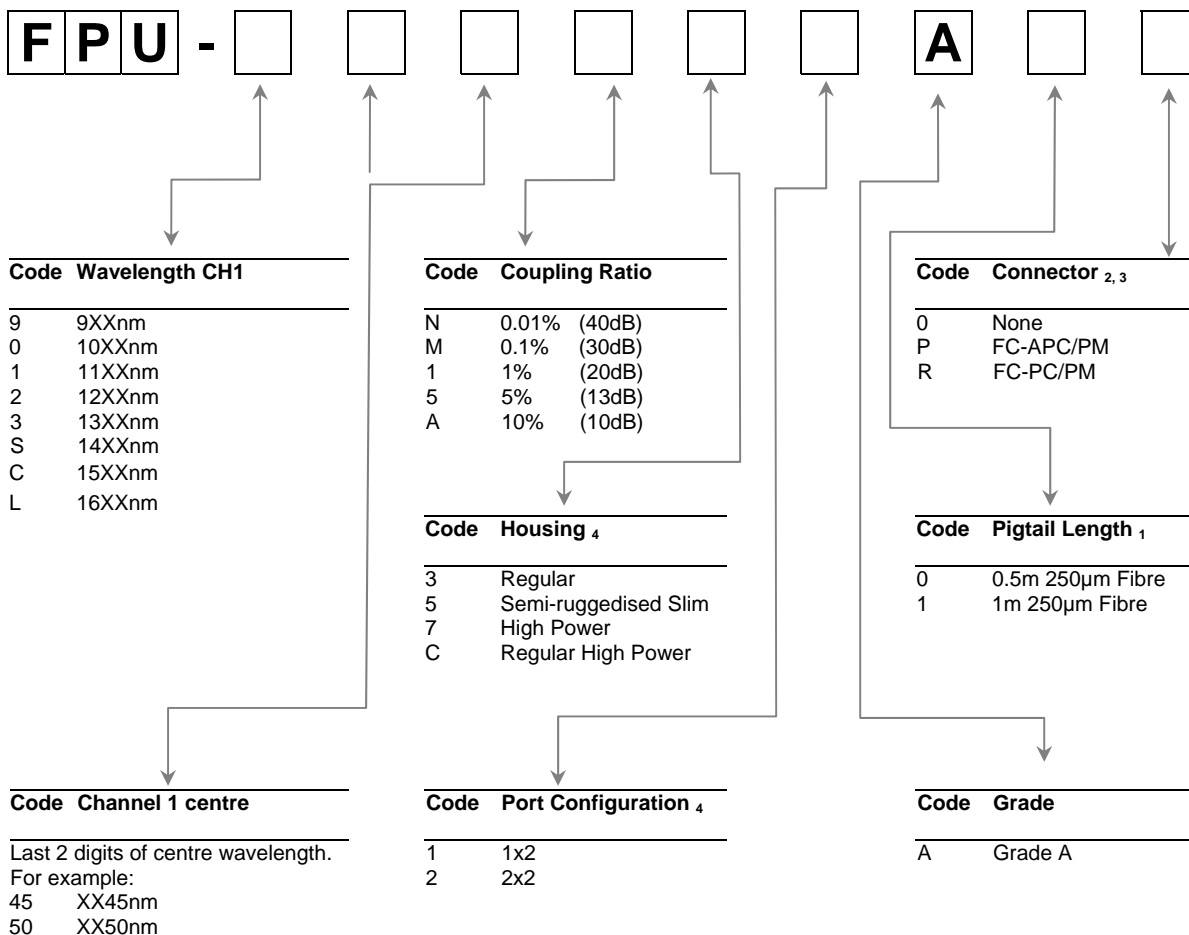 FPU- A
Code Wavelength CH1
9 9XXnm
0 10XXnm
1 11XXnm
2 12XXnm
3 13XXnm
S 14XXnm
C 15XXnm
L 16XXnm
Code Coupling Ratio
N 0.01% (40dB)
M 0.1% (30dB)
1 1% (20dB)
5 5% (13dB)
A 10% (10dB)
Code Connector 2, 3
0 None
P FC-APC/PM
R FC-PC/PM
Code Housing 4
3 Regular
5 Semi-ruggedised Slim
7 High Power
C Regular High Power
Code Pigtail Length 1
0 0.5m 250µm Fibre
1 1m 250µm Fibre
Code Channel 1 centre
Last 2 digits of centre wavelength.
For example:
45 XX45nm
50 XX50nm
Code Port Configuration 4
1 1x2
2 2x2
Code Grade
A Grade A